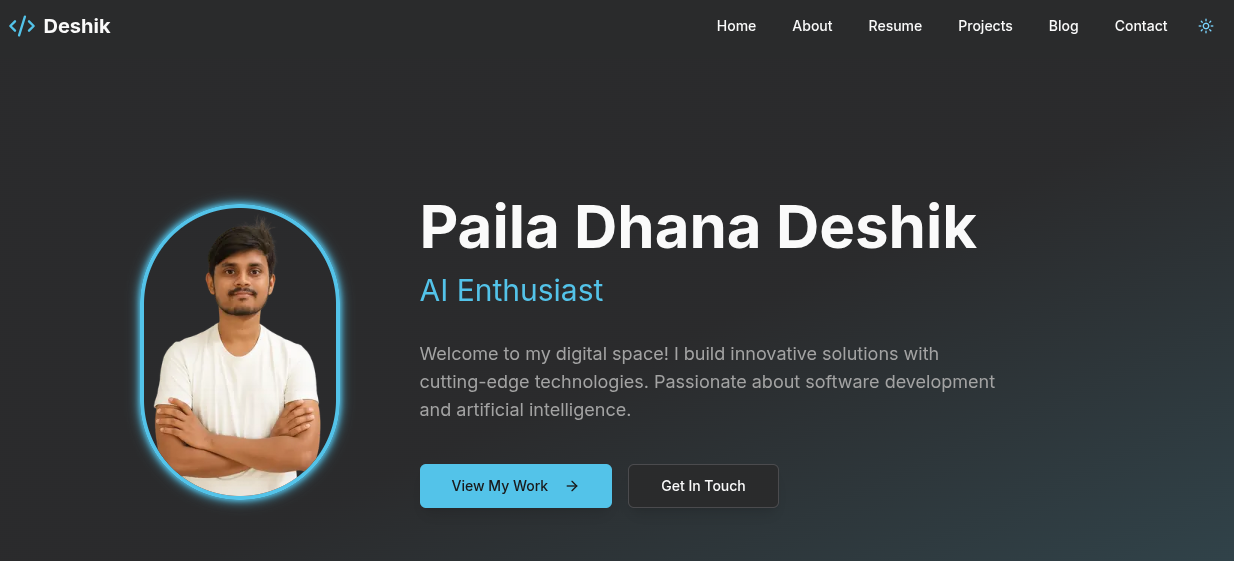 Deshik
Home About Resume Projects Blog Contact
Paila Dhana Deshik
AI Enthusiast
Welcome to my digital space! I build innovative solutions with
cutting-edge technologies. Passionate about software development
and artificial intelligence.
View My Work → Get In Touch